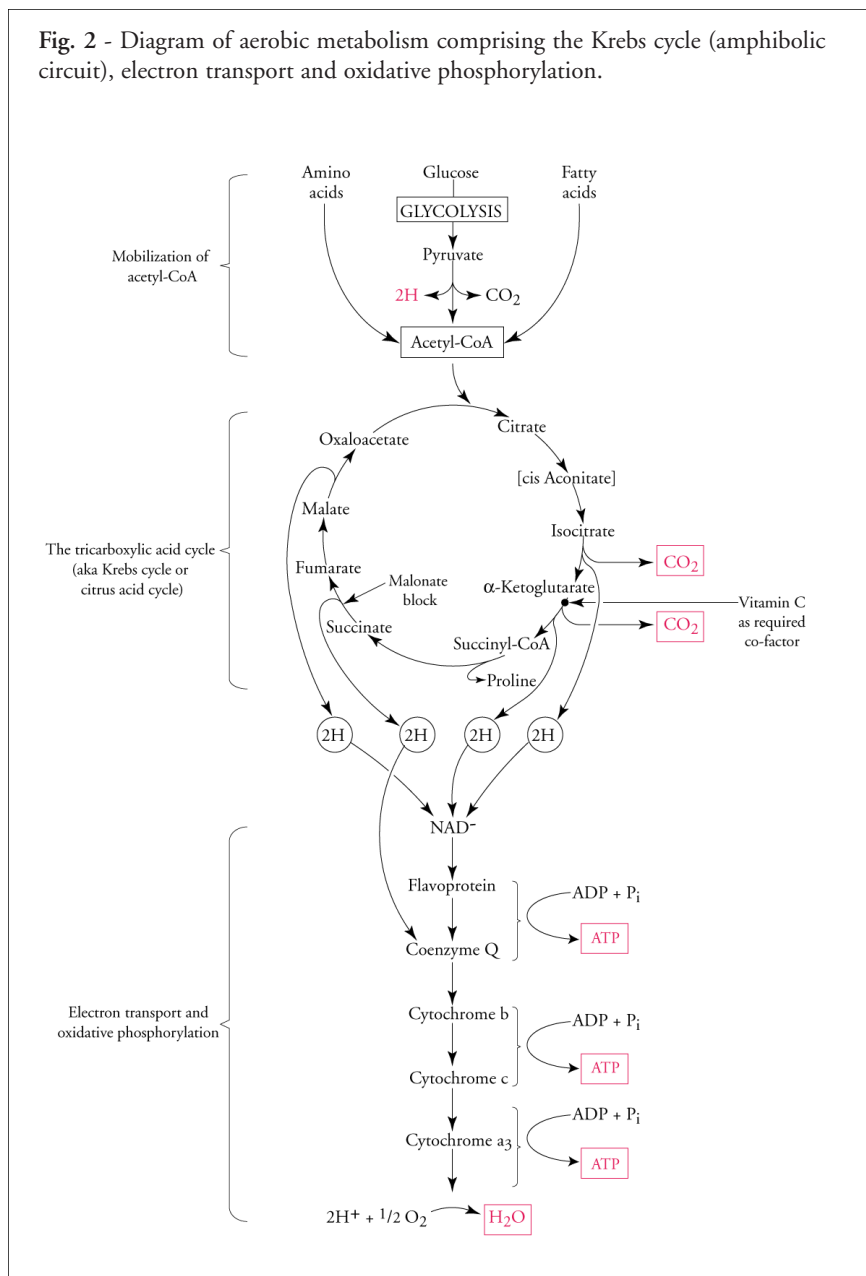 Fig. 2 - Diagram of aerobic metabolism comprising the Krebs cycle (amphibolic
circuit), electron transport and oxidative phosphorylation.
Amino
acids
Glucose
Fatty
acids
GLYCOLYSIS
Mobilization of
acetyl-CoA
Pyruvate
2H
CO2
Acetyl-CoA
Citrate
Oxaloacetate
[cis Aconitate]
Malate
Isocitrate
The tricarboxylic acid cycle
(aka Krebs cycle or
citrus acid cycle)
CO2
Fumarate
Malonate
block
α-Ketoglutarate
Vitamin C
as required
co-factor
CO2
Succinate
Succinyl-CoA
Proline
2H
2H
2H
2H
NAD-
Flavoprotein
ADP + Pi
ATP
Coenzyme Q
Electron transport and
oxidative phosphorylation
Cytochrome b
ADP + Pi
ATP
Cytochrome c
ADP + Pi
Cytochrome a3
ATP
2H+ + 1/2 O2
H2O